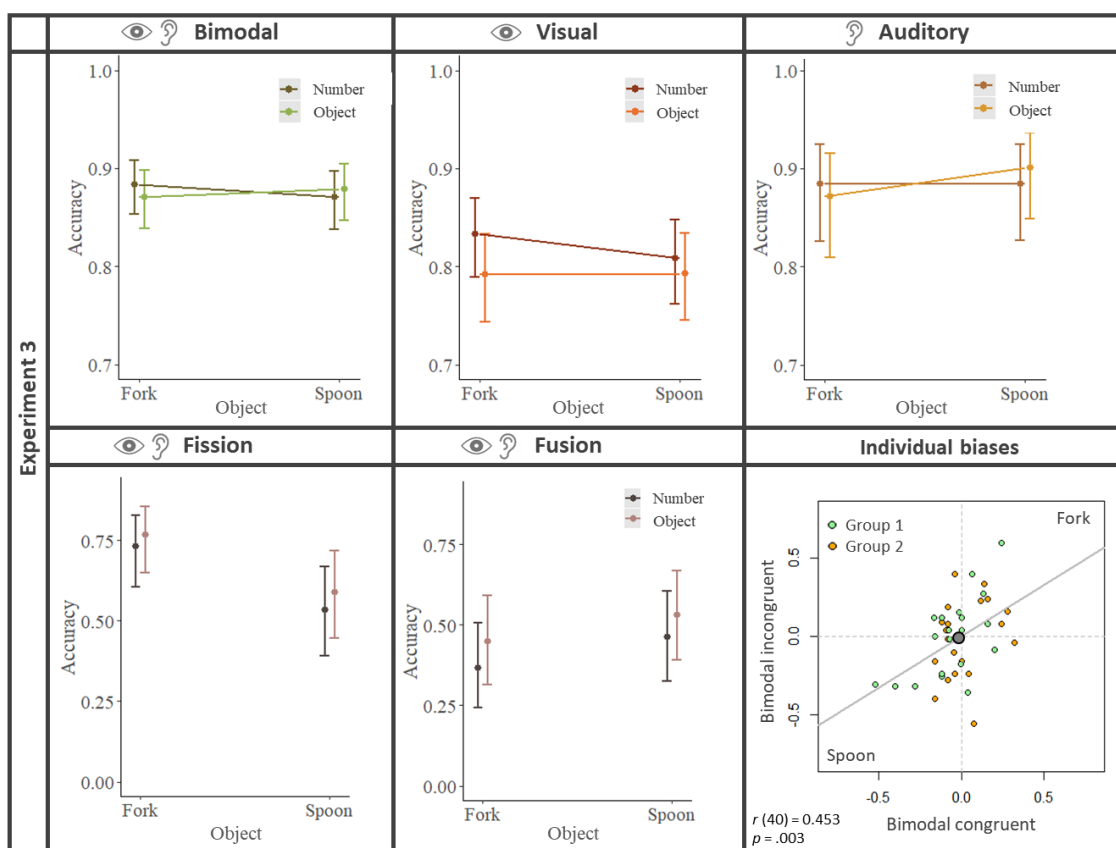 Experiment 3
Bimodal
1.0
0.9
0.8
0.7
Accuracy
Number
Object
Fork
Spoon
Object
Visual
1.0
0.9
0.8
0.7
Accuracy
Number
Object
Fork
Spoon
Object
Auditory
1.0
0.9
0.8
0.7
Accuracy
Number
Object
Fork
Spoon
Object
Fission
0.75
0.50
0.25
0.00
Accuracy
Fork
Spoon
Object
Fusion
0.75
0.50
0.25
0.00
Accuracy
Number
Object
Fork
Spoon
Object
Individual biases
Group 1
Group 2
Fork
Spoon
0.5
0.0
-0.5
Bimodal incongruent
-0.5
0.0
0.5
Bimodal congruent
r (40) = 0.453
p = .003